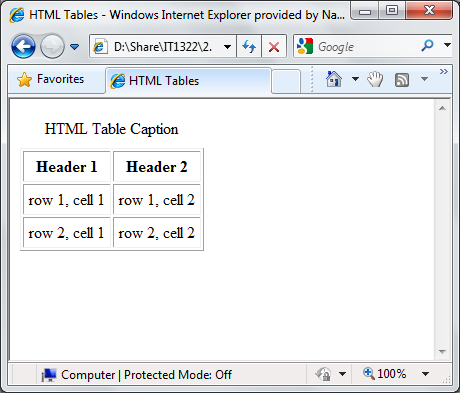 HTML Tables - Windows Internet Explorer provided by Na...
D:\Share\IT1322\2.
Google
Favorites
HTML Tables
HTML Table Caption
Header 1 Header 2
row 1, cell 1 row 1, cell 2
row 2, cell 1 row 2, cell 2
Computer | Protected Mode: Off
100%